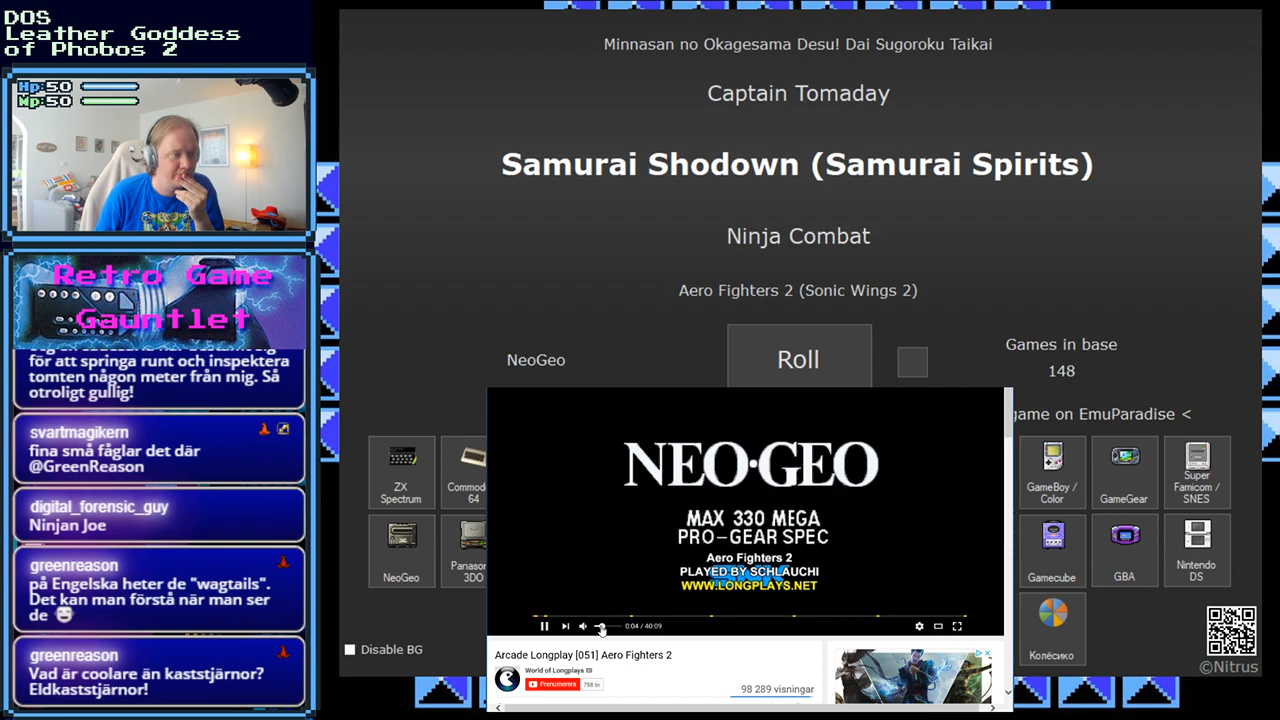 DOS
Leather Goddess
of Phobos 2
Hp:50
Mp:50
Retro Game
Gauntlet
för att springa runt och inspektera
tomten någon meter från mig. Så
otroligt gullig!
svartmagikern
fina små fåglar det där
@GreenReason
digital_forensic_guy
Ninjan Joe
greenreason
på Engelska heter de "wagtails".
Det kan man förstå när man ser
de
greenreason
Vad är coolare än kaststjärnor?
Eldkaststjärnor!
Minnasan no Okagesama Desu! Dai Sugoroku Taikai
Captain Tomaday
Samurai Shodown (Samurai Spirits)
Ninja Combat
Aero Fighters 2 (Sonic Wings 2)
NeoGeo
Roll
Games in base
148
game on EmuParadise <
ZX
Spectrum
Commod
64
GameBoy /
Color
GameGear
Super
Famicom /
SNES
NeoGeo
Panaso
3DO
Gamecube
GBA
Nintendo
DS
Колёсико
Disable BG
©Nitrus
NEO·GEO
MAX 330 MEGA
PRO-GEAR SPEC
Aero Fighters 2
PLAYED BY SCHLAUCHI
WWW.LONGPLAYS.NET
0:04 / 40:09
Arcade Longplay [051] Aero Fighters 2
World of Longplays
Prenumerera
98 289 visningar